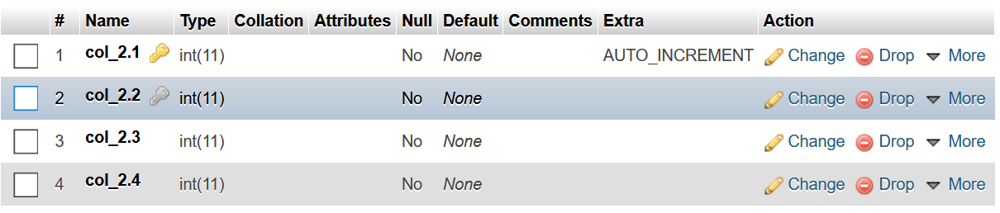 # Name Type Collation Attributes Null Default Comments Extra Action
1 col_2.1 int(11) No None AUTO_INCREMENT Change Drop More
2 col_2.2 int(11) No None Change Drop More
3 col_2.3 int(11) No None Change Drop More
4 col_2.4 int(11) No None Change Drop More